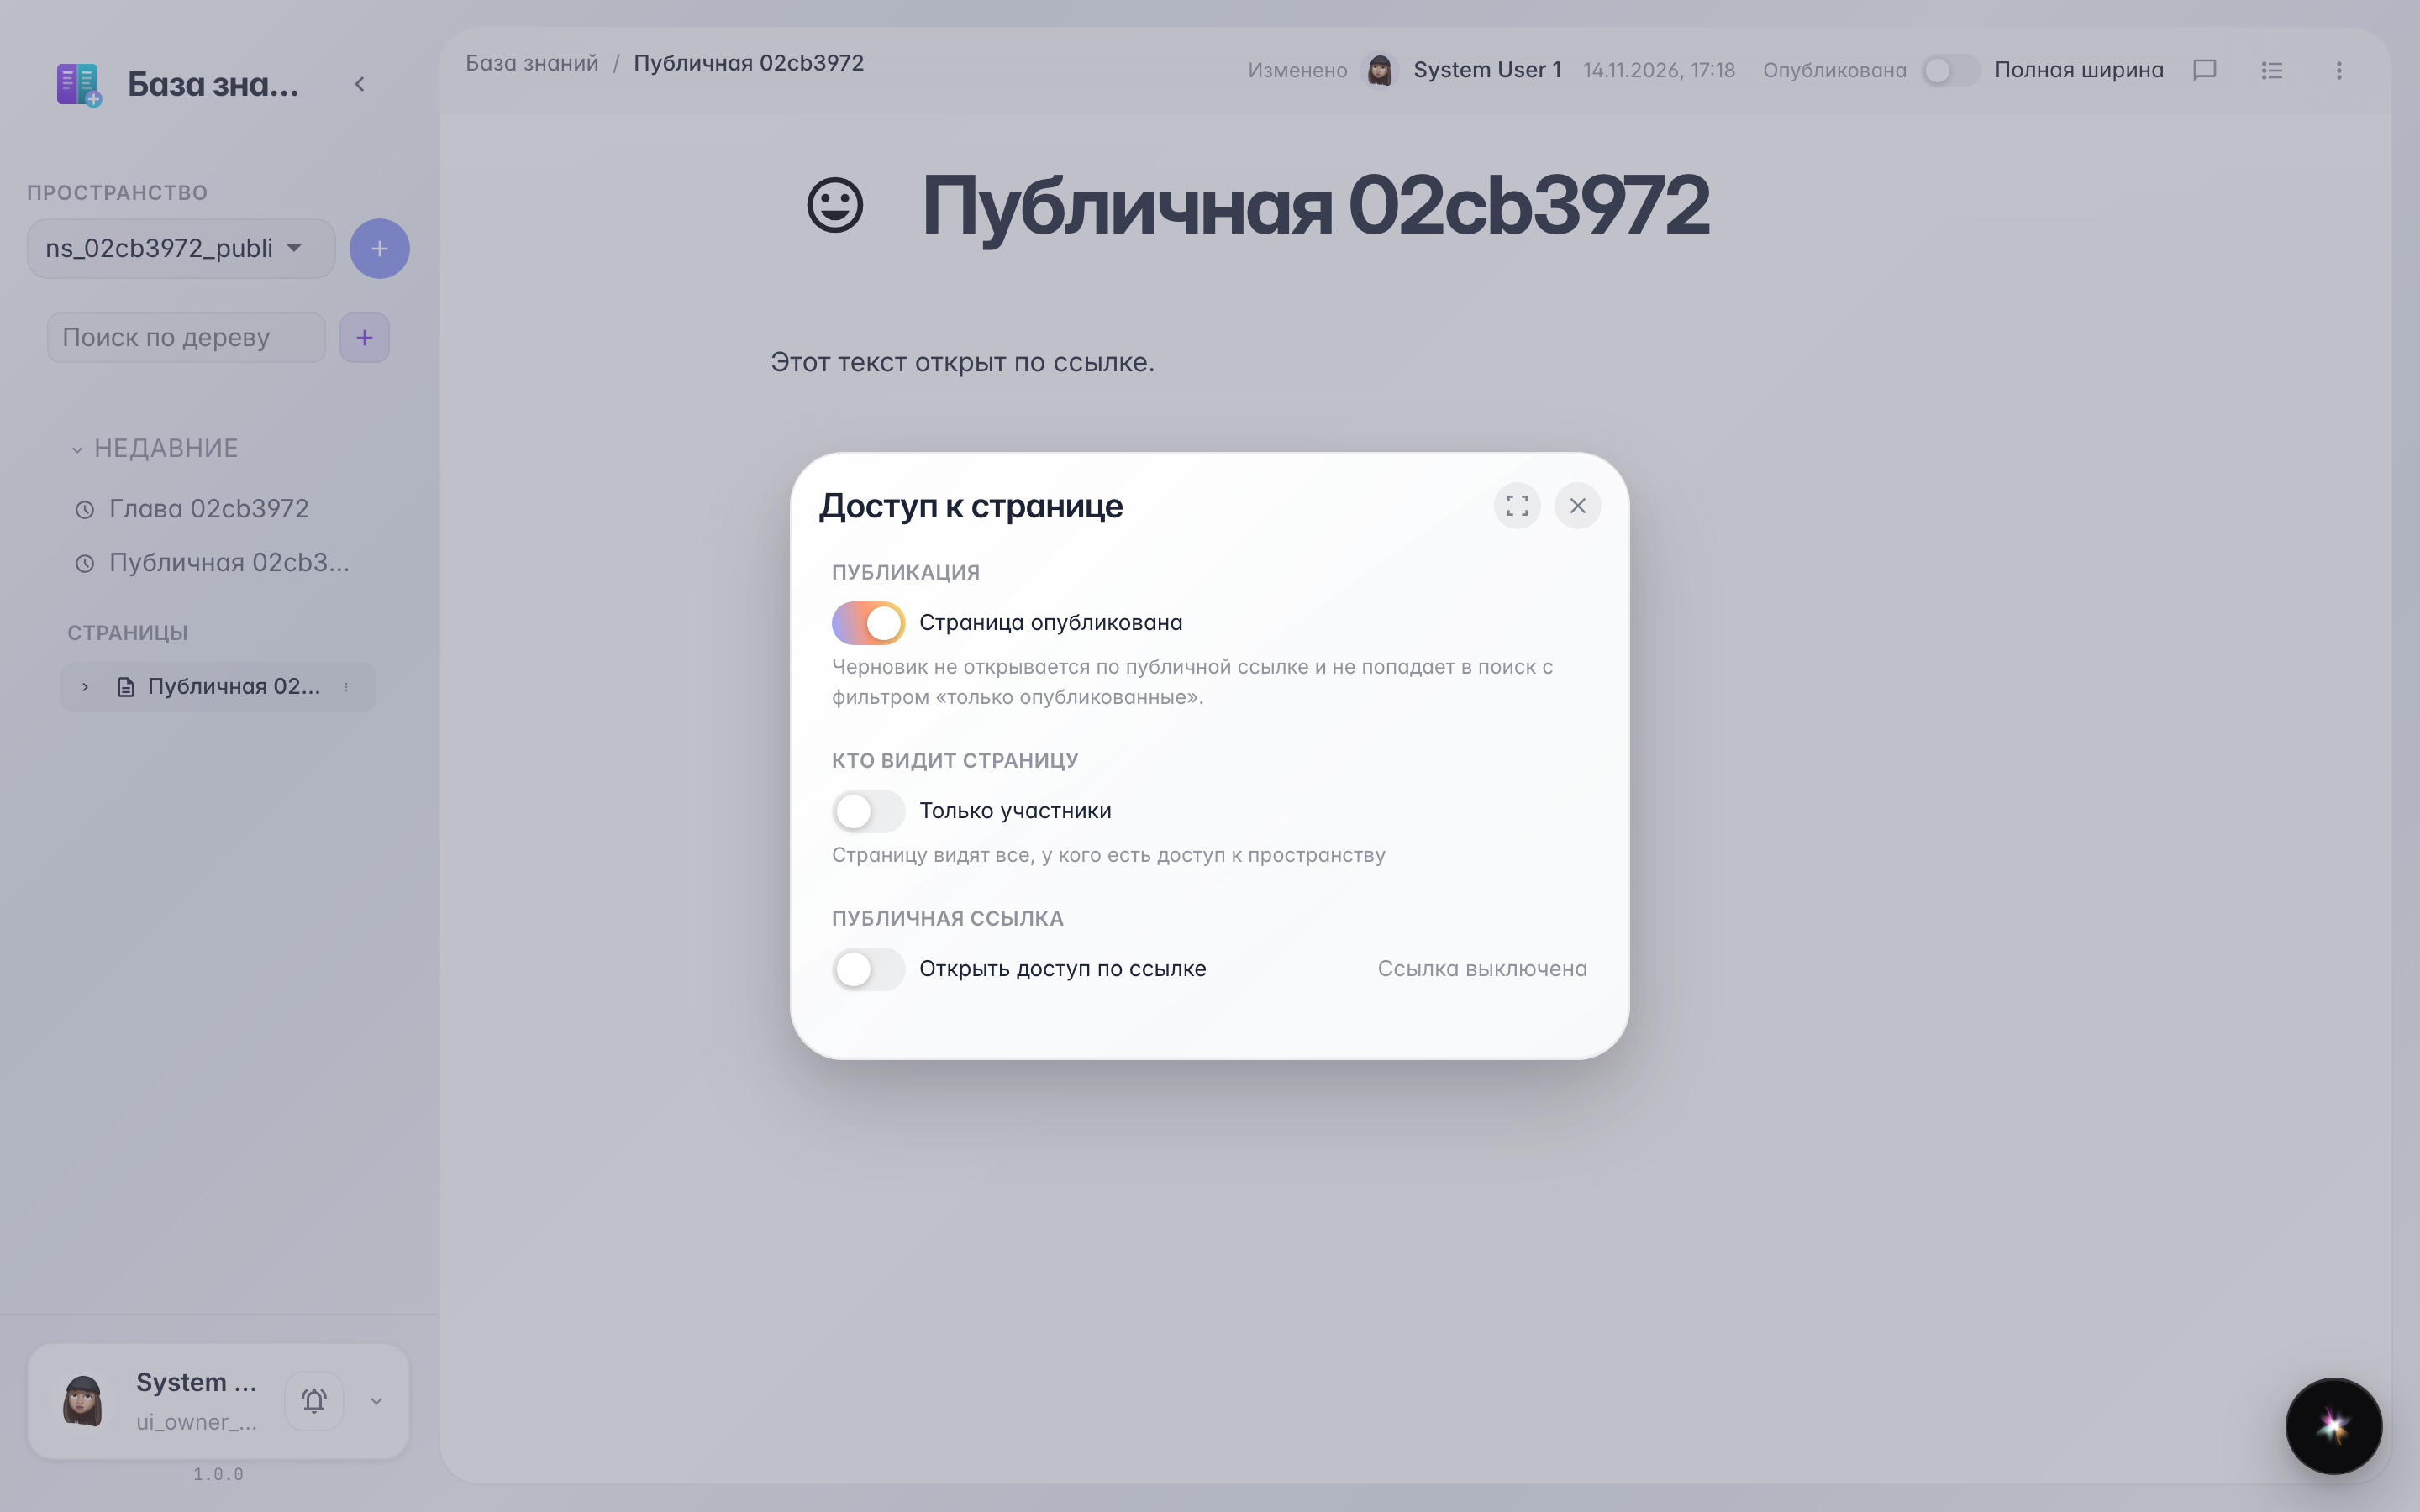 База зна...
ПРОСТРАНСТВО
ns_02cb3972_publi
Поиск по дереву
НЕДАВНИЕ
Глава 02cb3972
Публичная 02cb3...
СТРАНИЦЫ
Публичная 02...
System ...
ui_owner_...
1.0.0
База знаний / Публичная 02cb3972
Изменено System User 1 14.11.2026, 17:18 Опубликована Полная ширина
Публичная 02cb3972
Этот текст открыт по ссылке.
Доступ к странице
ПУБЛИКАЦИЯ
Страница опубликована
Черновик не открывается по публичной ссылке и не попадает в поиск с
фильтром «только опубликованные».
КТО ВИДИТ СТРАНИЦУ
Только участники
Страницу видят все, у кого есть доступ к пространству
ПУБЛИЧНАЯ ССЫЛКА
Открыть доступ по ссылке Ссылка выключена